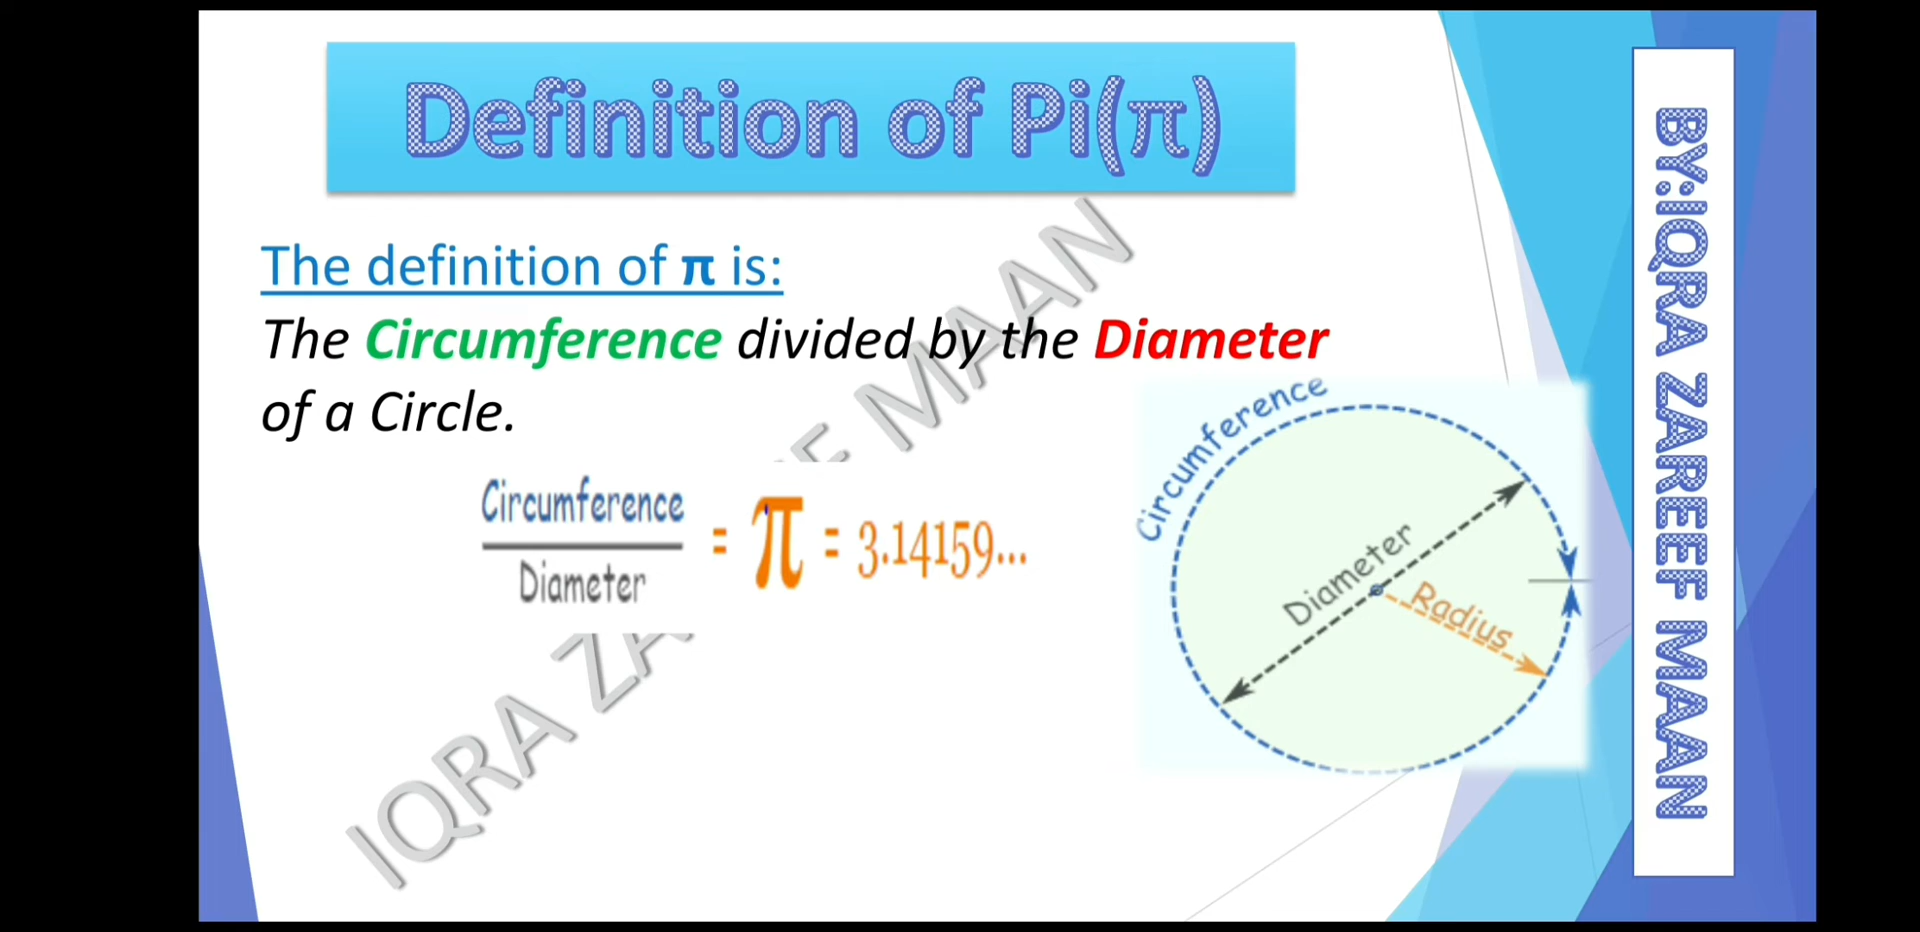 Definition of Pi(π)
The definition of π is:
The Circumference divided by the Diameter
of a Circle.
Circumference
Diameter
= π = 3.14159...
Circumference
Diameter
Radius
BY:IQRA ZAREEF MAAN
IQRA ZA E MAAN